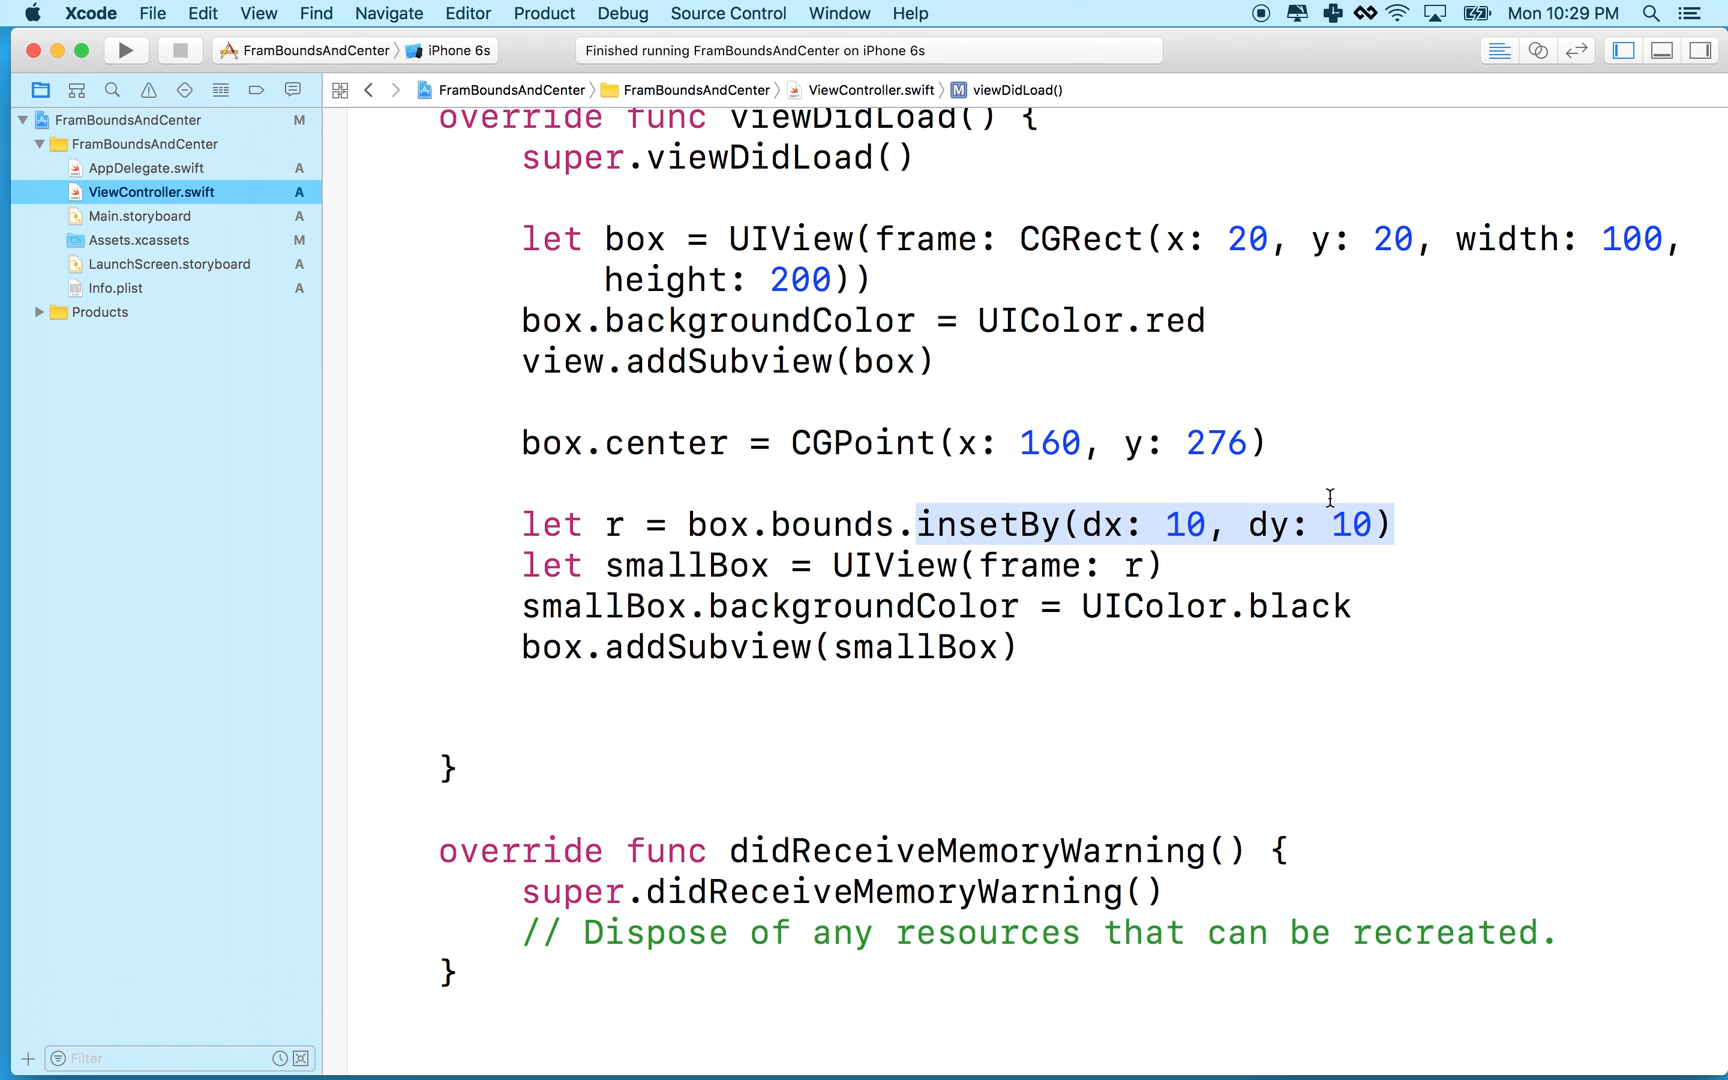 Xcode File Edit View Find Navigate Editor Product Debug Source Control Window Help Mon 10:29 PM
FramBoundsAndCenter iPhone 6s Finished running FramBoundsAndCenter on iPhone 6s
FramBoundsAndCenter FramBoundsAndCenter ViewController.swift M viewDidLoad()
FramBoundsAndCenter M
FramBoundsAndCenter
AppDelegate.swift A
ViewController.swift A
Main.storyboard A
Assets.xcassets M
LaunchScreen.storyboard A
Info.plist A
Products
override func viewDidLoad() {
super.viewDidLoad()
let box = UIView(frame: CGRect(x: 20, y: 20, width: 100,
height: 200))
box.backgroundColor = UIColor.red
view.addSubview(box)
box.center = CGPoint(x: 160, y: 276)
let r = box.bounds.insetBy(dx: 10, dy: 10)
let smallBox = UIView(frame: r)
smallBox.backgroundColor = UIColor.black
box.addSubview(smallBox)
}
override func didReceiveMemoryWarning() {
super.didReceiveMemoryWarning()
// Dispose of any resources that can be recreated.
}
Filter